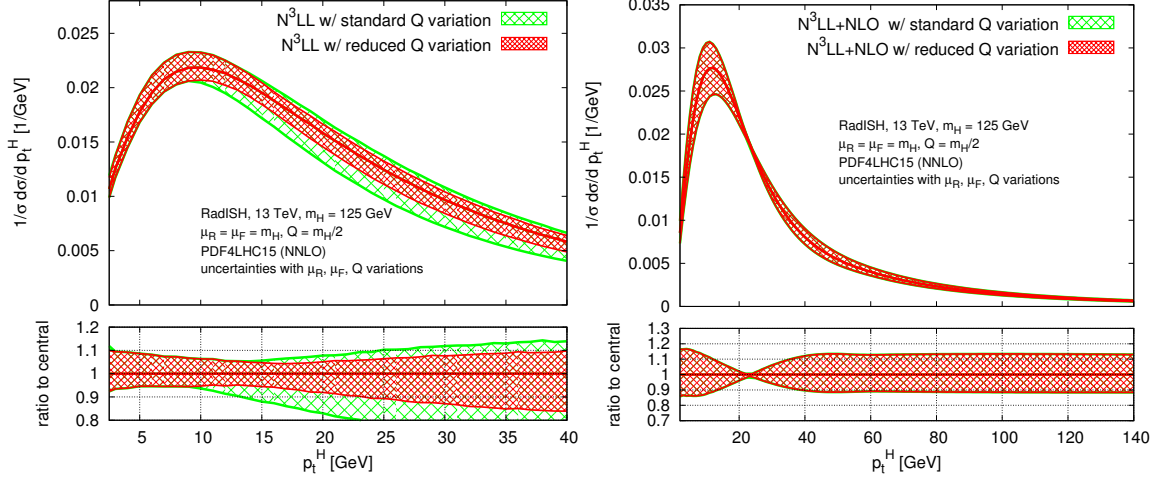 N³LL w/ standard Q variation
N³LL w/ reduced Q variation
1/σ dσ/d p_t^H [1/GeV]
0.025
0.02
0.015
0.01
0.005
0
RadISH, 13 TeV, m_H = 125 GeV
μ_R = μ_F = m_H, Q = m_H/2
PDF4LHC15 (NNLO)
uncertainties with μ_R, μ_F, Q variations
ratio to central
1.2
1.1
1
0.9
0.8
5 10 15 20 25 30 35 40
p_t^H [GeV]
N³LL+NLO w/ standard Q variation
N³LL+NLO w/ reduced Q variation
1/σ dσ/d p_t^H [1/GeV]
0.035
0.03
0.025
0.02
0.015
0.01
0.005
0
RadISH, 13 TeV, m_H = 125 GeV
μ_R = μ_F = m_H, Q = m_H/2
PDF4LHC15 (NNLO)
uncertainties with μ_R, μ_F, Q variations
ratio to central
1.3
1.2
1.1
1
0.9
0.8
0.7
20 40 60 80 100 120 140
p_t^H [GeV]